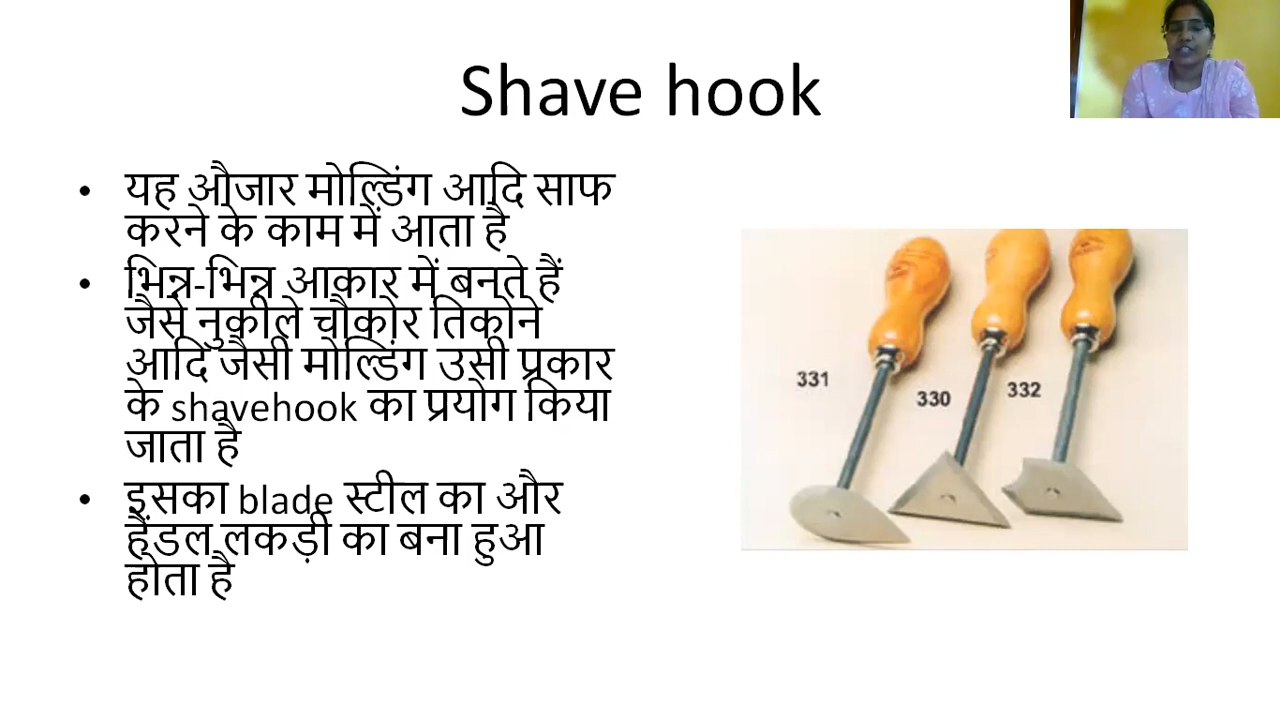 Shave hook
• यह औजार मोल्डिंग आदि साफ
करने के काम में आता है
• भिन्न-भिन्न आकार में बनते हैं
जैसे नुकीले चौकोर तिकोने
आदि जैसी मोल्डिंग उसी प्रकार
के shavehook का प्रयोग किया
जाता है
• इसका blade स्टील का और
हैंडल लकड़ी का बना हुआ
होता है
331
330
332